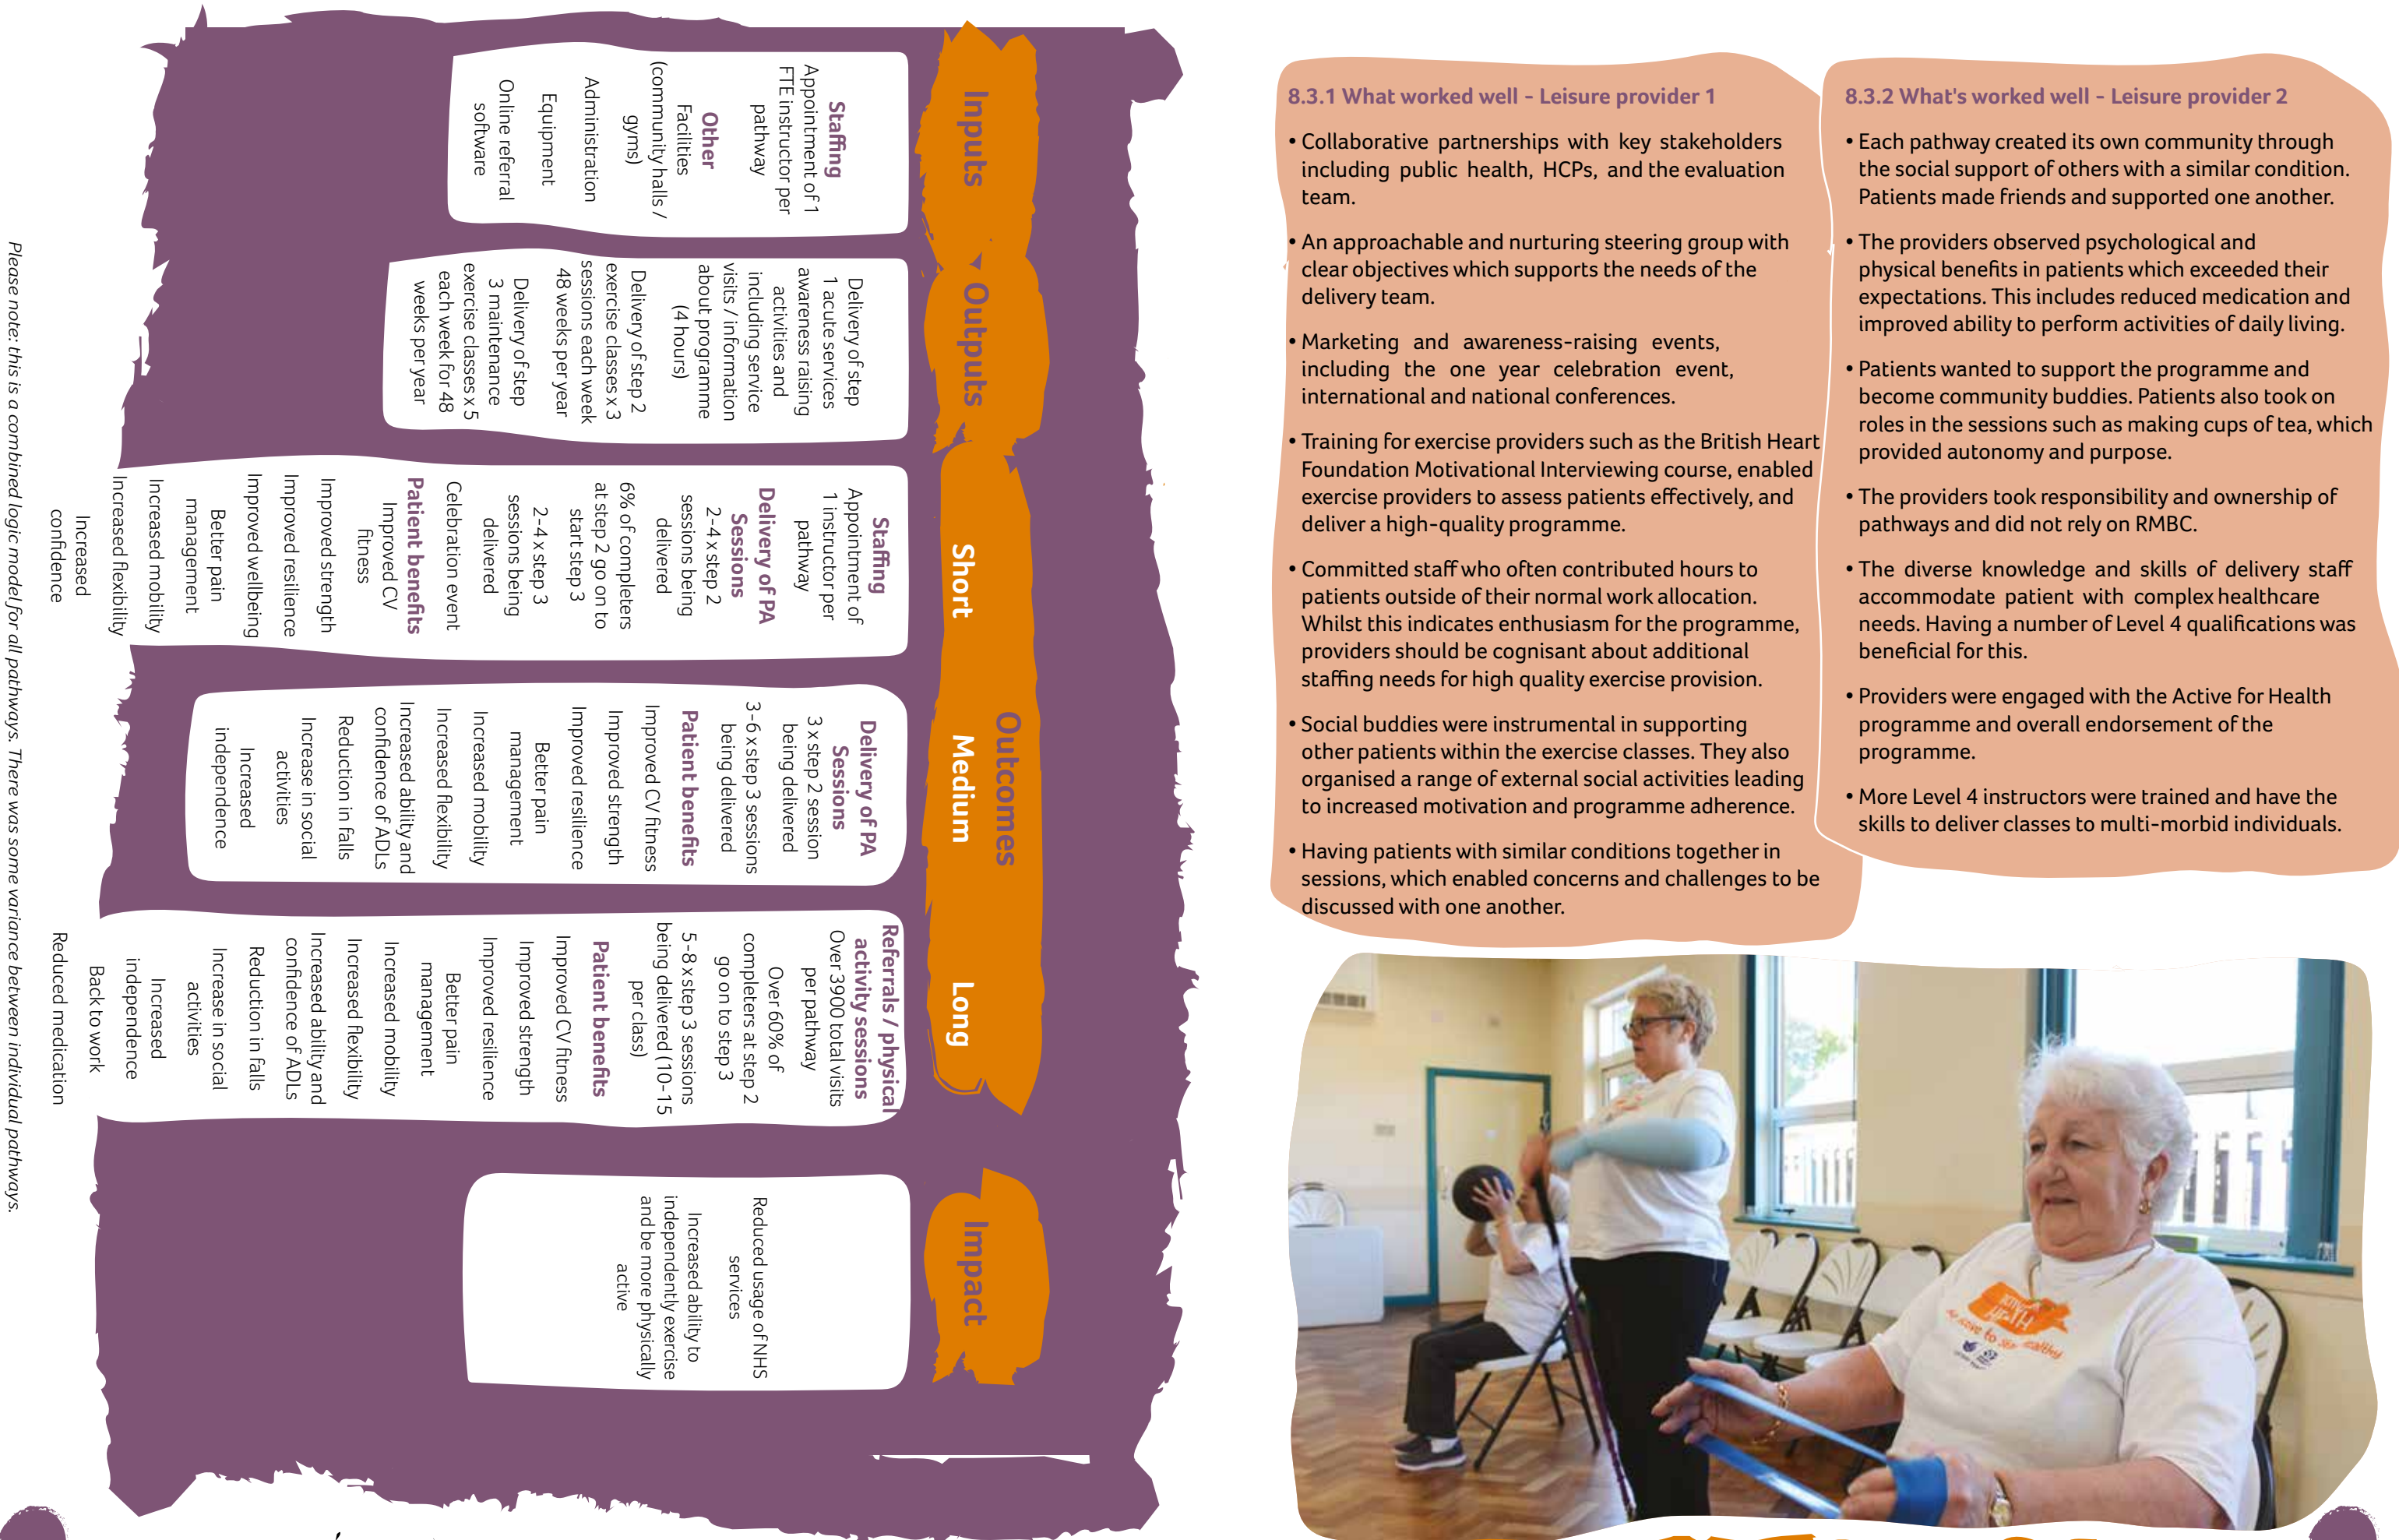 Inputs
Staffing
Appointment of 1
FTE instructor per
pathway
Other
Facilities
(community halls /
gyms)
Administration
Equipment
Online referral
software
Outputs
Delivery of step
1 acute services
awareness raising
activities and
including service
visits / information
about programme
(4 hours)
Delivery of step 2
exercise classes x 3
sessions each week
48 weeks per year
Delivery of step
3 maintenance
exercise classes x 5
each week for 48
weeks per year
Outcomes
Short
Staffing
Appointment of
1 instructor per
pathway
Delivery of PA
Sessions
2-4 x step 2
sessions being
delivered
6% of completers
at step 2 go on to
start step 3
2-4 x step 3
sessions being
delivered
Celebration event
Patient benefits
Improved CV
fitness
Improved strength
Improved resilience
Improved wellbeing
Better pain
management
Increased mobility
Increased flexibility
Increased
confidence
Medium
Delivery of PA
Sessions
3 x step 2 session
being delivered
3-6 x step 3 sessions
being delivered
Patient benefits
Improved CV fitness
Improved strength
Improved resilience
Better pain
management
Increased mobility
Increased flexibility
Increased ability and
confidence of ADLs
Reduction in falls
Increase in social
activities
Increased
independence
Long
Referrals / physical
activity sessions
Over 3900 total visits
per pathway
Over 60% of
completers at step 2
go on to step 3
5-8 x step 3 sessions
being delivered (10-15
per class)
Patient benefits
Improved CV fitness
Improved strength
Improved resilience
Better pain
management
Increased mobility
Increased flexibility
Increased ability and
confidence of ADLs
Reduction in falls
Increase in social
activities
Increased
independence
Back to work
Reduced medication
Impact
Reduced usage of NHS
services
Increased ability to
independently exercise
and be more physically
active
Please note: this is a combined logic model for all pathways. There was some variance between individual pathways.
8.3.1 What worked well - Leisure provider 1
• Collaborative partnerships with key stakeholders
including public health, HCPs, and the evaluation
team.
• An approachable and nurturing steering group with
clear objectives which supports the needs of the
delivery team.
• Marketing and awareness-raising events,
including the one year celebration event,
international and national conferences.
• Training for exercise providers such as the British Heart
Foundation Motivational Interviewing course, enabled
exercise providers to assess patients effectively, and
deliver a high-quality programme.
• Committed staff who often contributed hours to
patients outside of their normal work allocation.
Whilst this indicates enthusiasm for the programme,
providers should be cognisant about additional
staffing needs for high quality exercise provision.
• Social buddies were instrumental in supporting
other patients within the exercise classes. They also
organised a range of external social activities leading
to increased motivation and programme adherence.
• Having patients with similar conditions together in
sessions, which enabled concerns and challenges to be
discussed with one another.
8.3.2 What's worked well - Leisure provider 2
• Each pathway created its own community through
the social support of others with a similar condition.
Patients made friends and supported one another.
• The providers observed psychological and
physical benefits in patients which exceeded their
expectations. This includes reduced medication and
improved ability to perform activities of daily living.
• Patients wanted to support the programme and
become community buddies. Patients also took on
roles in the sessions such as making cups of tea, which
provided autonomy and purpose.
• The providers took responsibility and ownership of
pathways and did not rely on RMBC.
• The diverse knowledge and skills of delivery staff
accommodate patient with complex healthcare
needs. Having a number of Level 4 qualifications was
beneficial for this.
• Providers were engaged with the Active for Health
programme and overall endorsement of the
programme.
• More Level 4 instructors were trained and have the
skills to deliver classes to multi-morbid individuals.
HEALTH